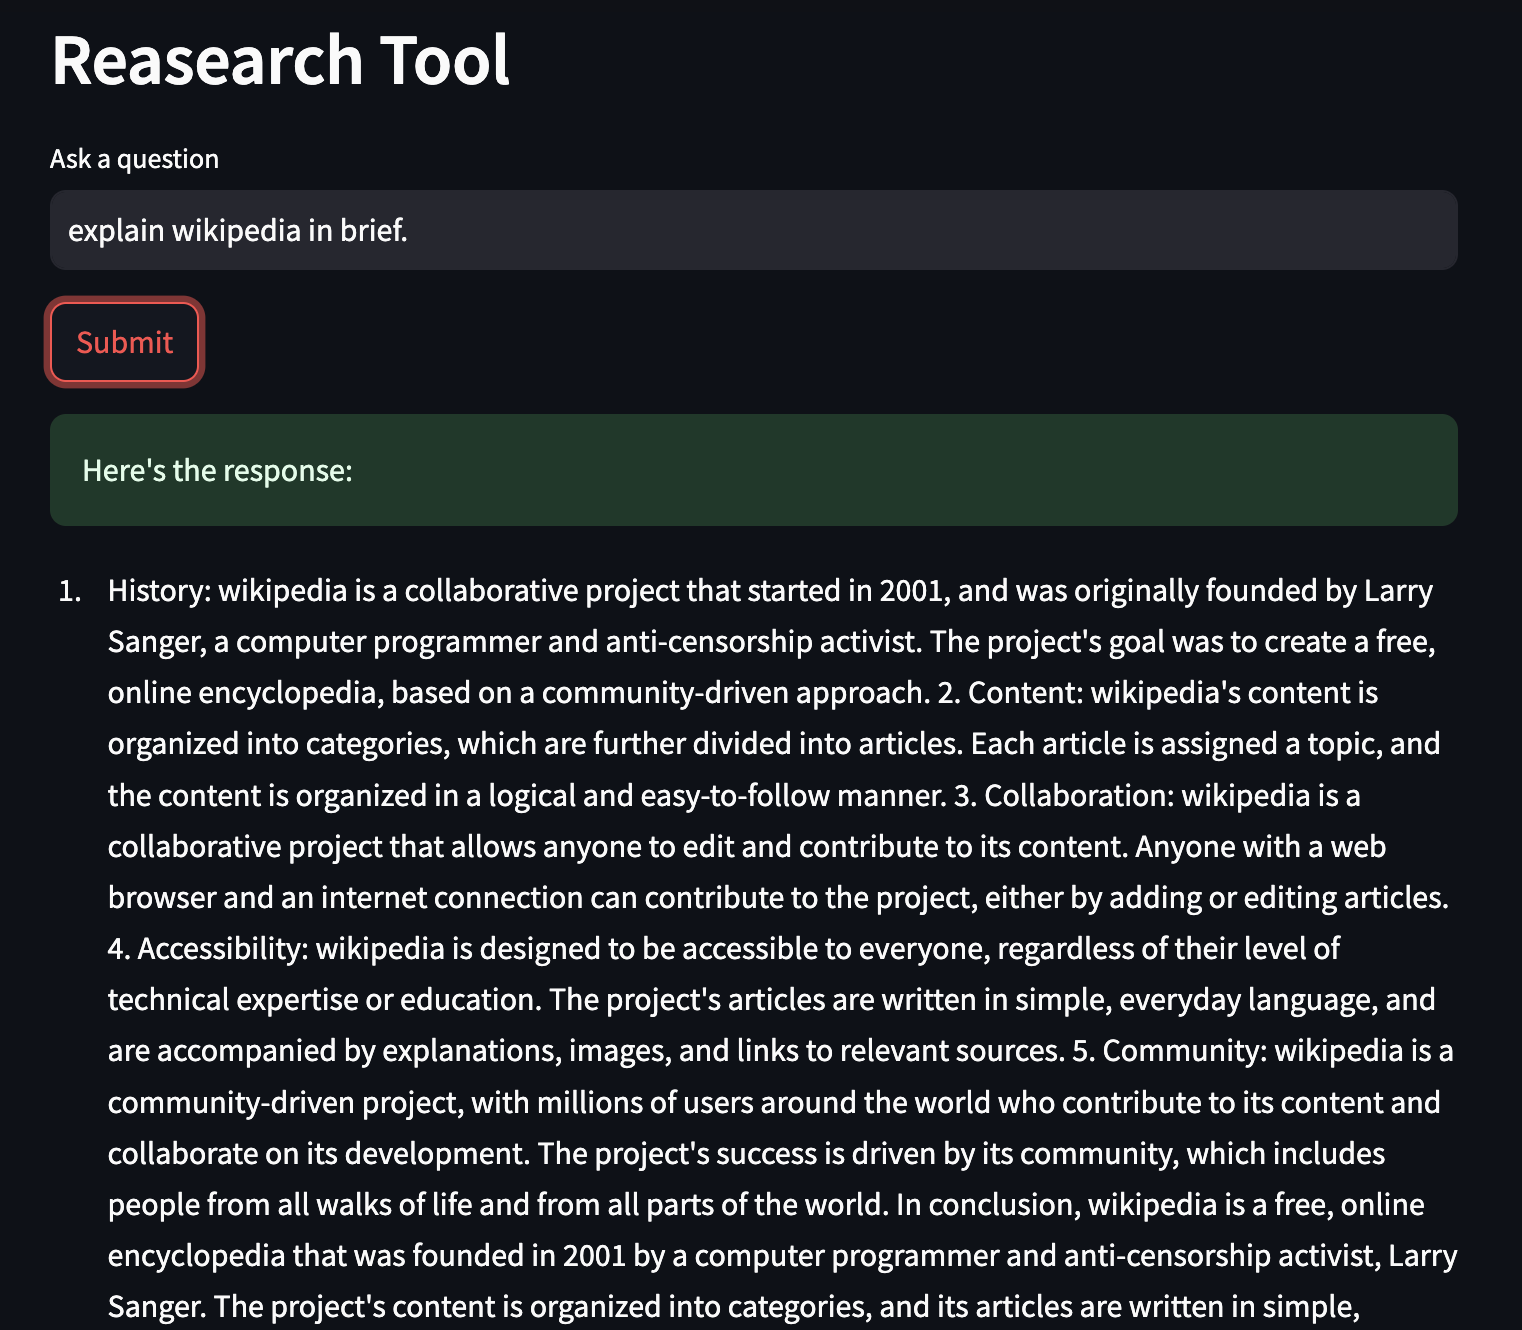 Reasearch Tool
Ask a question
explain wikipedia in brief.
Submit
Here's the response:
1. History: wikipedia is a collaborative project that started in 2001, and was originally founded by Larry
Sanger, a computer programmer and anti-censorship activist. The project's goal was to create a free,
online encyclopedia, based on a community-driven approach. 2. Content: wikipedia's content is
organized into categories, which are further divided into articles. Each article is assigned a topic, and
the content is organized in a logical and easy-to-follow manner. 3. Collaboration: wikipedia is a
collaborative project that allows anyone to edit and contribute to its content. Anyone with a web
browser and an internet connection can contribute to the project, either by adding or editing articles.
4. Accessibility: wikipedia is designed to be accessible to everyone, regardless of their level of
technical expertise or education. The project's articles are written in simple, everyday language, and
are accompanied by explanations, images, and links to relevant sources. 5. Community: wikipedia is a
community-driven project, with millions of users around the world who contribute to its content and
collaborate on its development. The project's success is driven by its community, which includes
people from all walks of life and from all parts of the world. In conclusion, wikipedia is a free, online
encyclopedia that was founded in 2001 by a computer programmer and anti-censorship activist, Larry
Sanger. The project's content is organized into categories, and its articles are written in simple,